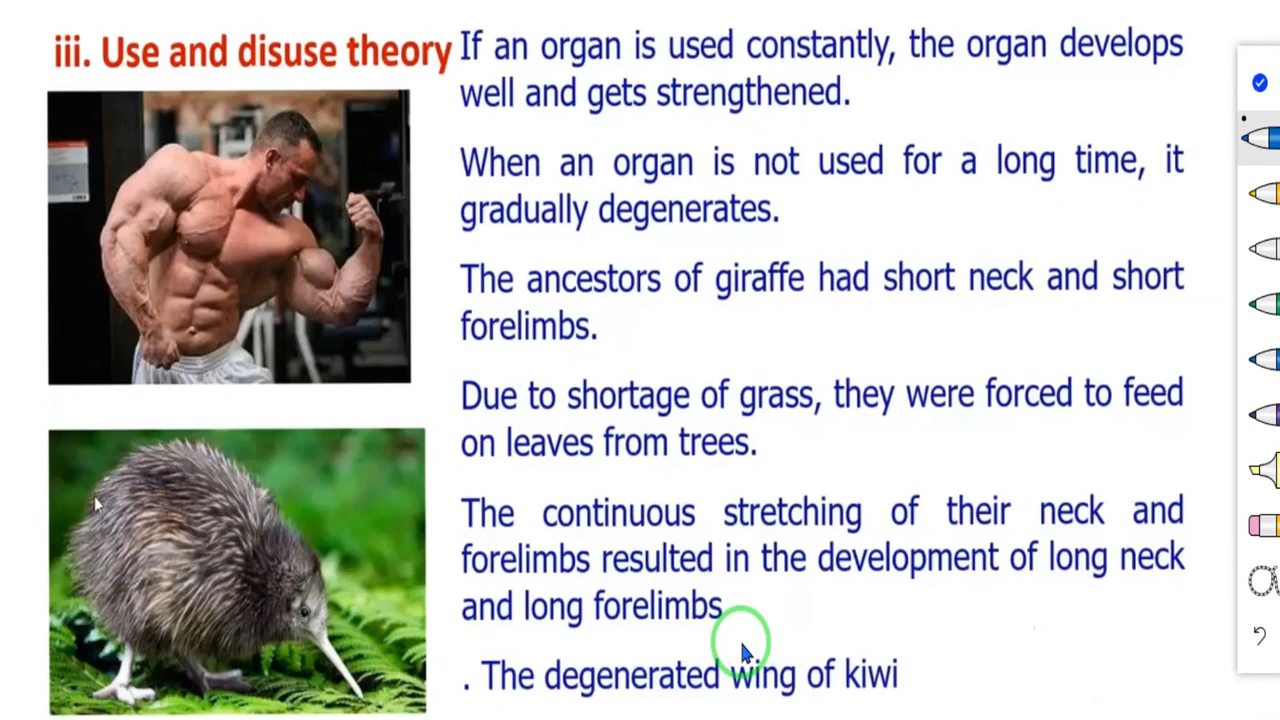 iii. Use and disuse theory
If an organ is used constantly, the organ develops
well and gets strengthened.
When an organ is not used for a long time, it
gradually degenerates.
The ancestors of giraffe had short neck and short
forelimbs.
Due to shortage of grass, they were forced to feed
on leaves from trees.
The continuous stretching of their neck and
forelimbs resulted in the development of long neck
and long forelimbs
. The degenerated wing of kiwi